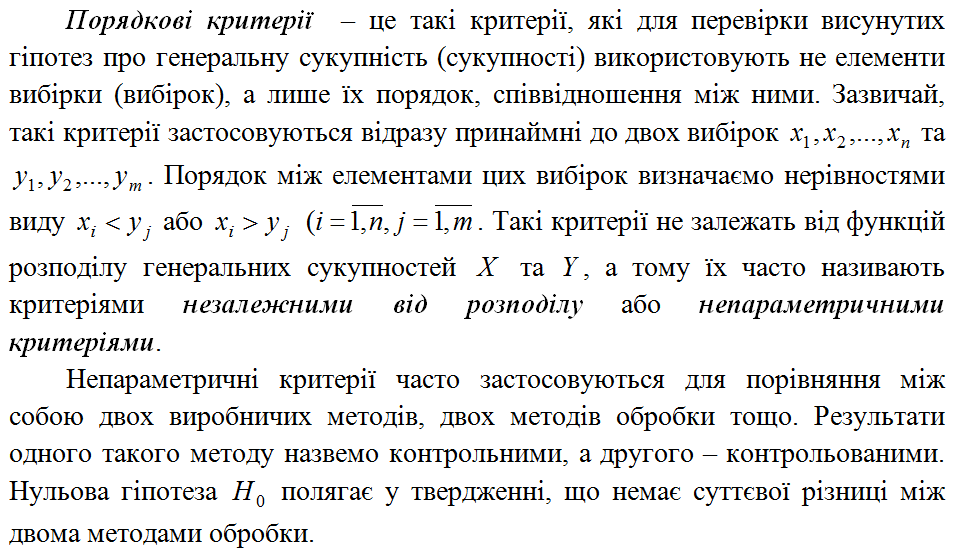 Порядкові критерії – це такі критерії, які для перевірки висунутих
гіпотез про генеральну сукупність (сукупності) використовують не елементи
вибірки (вибірок), а лише їх порядок, співвідношення між ними. Зазвичай,
такі критерії застосовуються відразу принаймні до двох вибірок x₁, x₂,..., xₙ та
y₁, y₂,..., yₘ. Порядок між елементами цих вибірок визначаємо нерівностями
виду xᵢ < yⱼ або xᵢ > yⱼ (i = 1,n, j = 1,m. Такі критерії не залежать від функцій
розподілу генеральних сукупностей X та Y, а тому їх часто називають
критеріями незалежними від розподілу або непараметричними
критеріями.
Непараметричні критерії часто застосовуються для порівняння між
собою двох виробничих методів, двох методів обробки тощо. Результати
одного такого методу назвемо контрольними, а другого – контрольованими.
Нульова гіпотеза H₀ полягає у твердженні, що немає суттєвої різниці між
двома методами обробки.